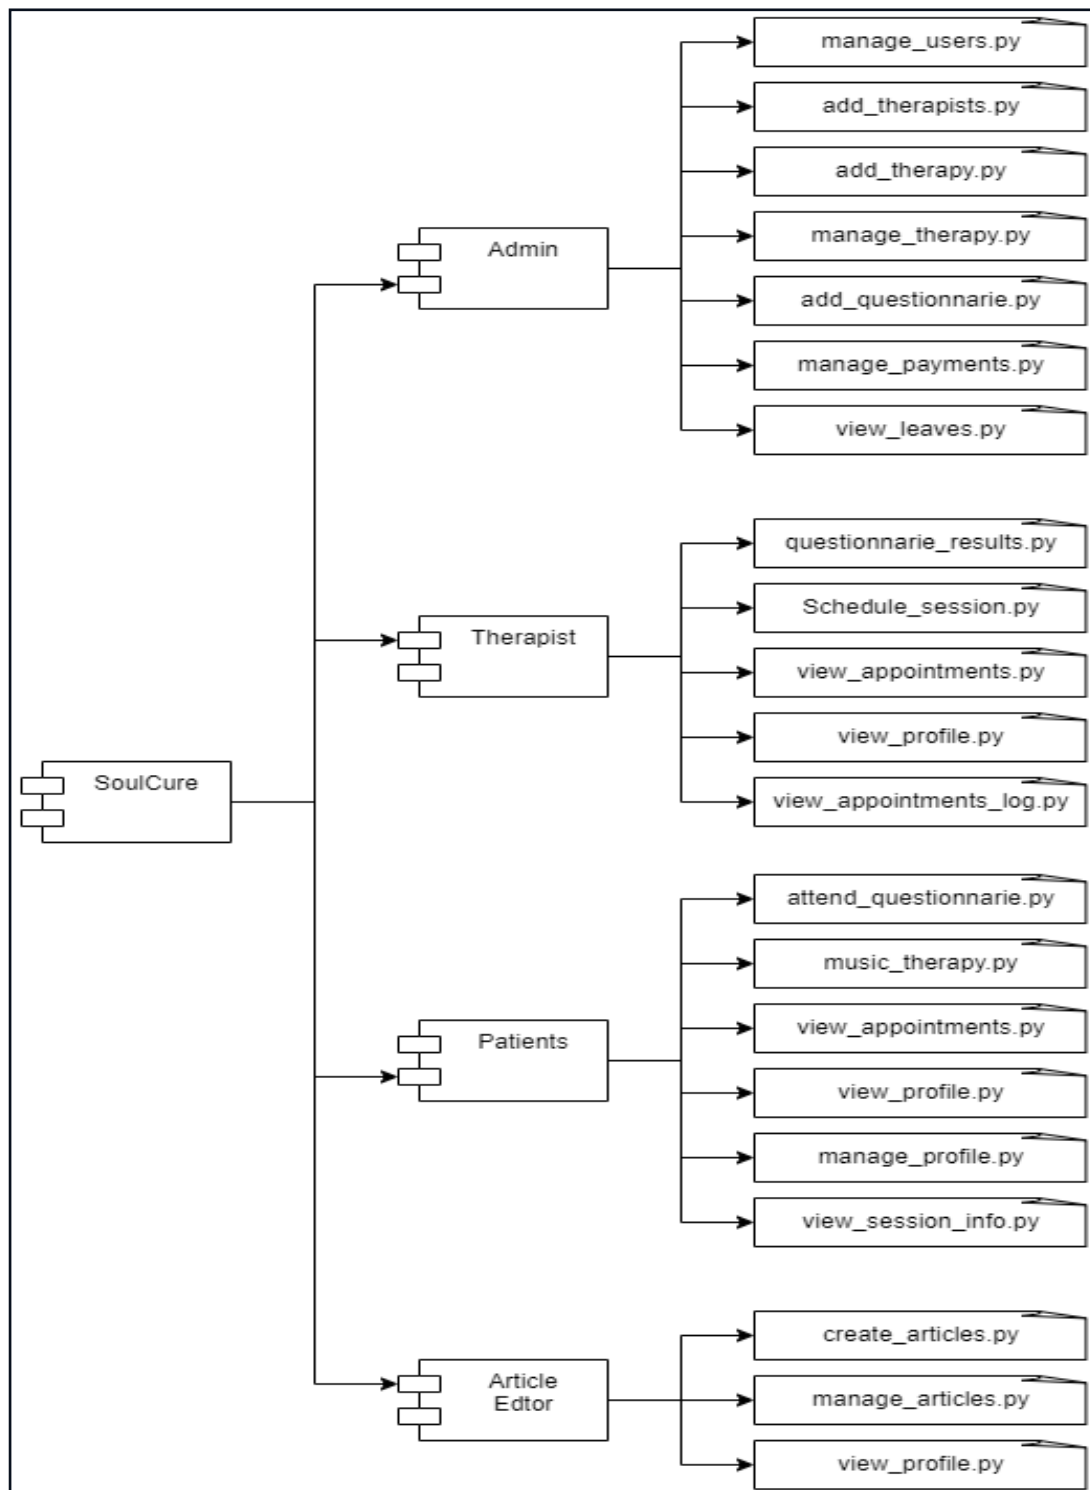 manage_users.py
add_therapists.py
add_therapy.py
Admin
manage_therapy.py
add_questionnarie.py
manage_payments.py
view_leaves.py
questionnarie_results.py
Schedule_session.py
Therapist
view_appointments.py
view_profile.py
SoulCure
view_appointments_log.py
attend_questionnarie.py
music_therapy.py
view_appointments.py
Patients
view_profile.py
manage_profile.py
view_session_info.py
create_articles.py
Article
Edtor
manage_articles.py
view_profile.py